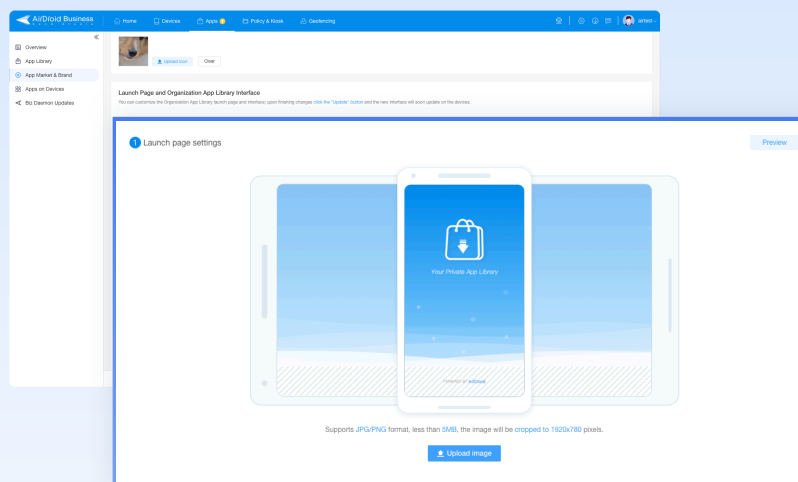 AirDroid Business
Home
Devices
Apps
Policy & Kiosk
Geofencing
airtest
Overview
App Library
App Market & Brand
Apps on Devices
Biz Daemon Updates
Upload icon
Clear
Launch Page and Organization App Library Interface
You can customize the Organization App Library launch page and interface; upon finishing changes click the "Update" button and the new interface will soon update on the devices.
1 Launch page settings
Preview
Your Private App Library
POWERED BY AirDroid
Supports JPG/PNG format, less than 5MB, the image will be cropped to 1920x780 pixels.
Upload image